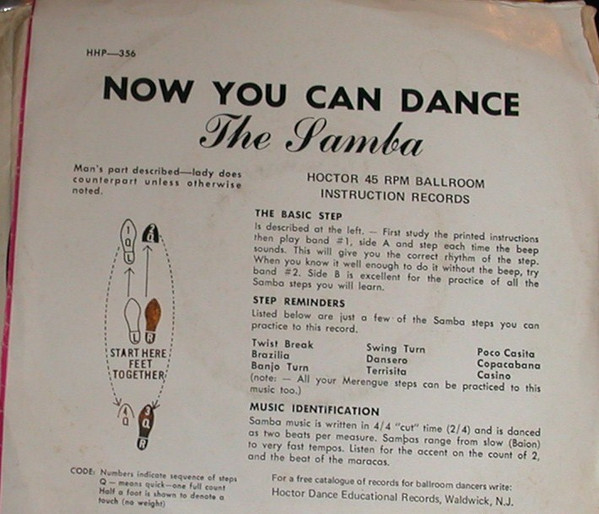 HHP—356
NOW YOU CAN DANCE
The Samba
Man's part described—lady does
counterpart unless otherwise
noted.
HOCTOR 45 RPM BALLROOM
INSTRUCTION RECORDS
1
Q
L
2
Q
L
R
START HERE
FEET
TOGETHER
4
Q
3
Q
R
CODE: Numbers indicate sequence of steps
Q — means quick—one full count
Half a foot is shown to denote a
touch (no weight)
THE BASIC STEP
Is described at the left. — First study the printed instructions
then play band #1, side A and step each time the beep
sounds. This will give you the correct rhythm of the step.
When you know it well enough to do it without the beep, try
band #2. Side B is excellent for the practice of all the
Samba steps you will learn.
STEP REMINDERS
Listed below are just a few of the Samba steps you can
practice to this record.
Twist Break Swing Turn Poco Casita
Brazilia Dansero Copacabana
Banjo Turn Terrisita Casino
(note: — All your Merengue steps can be practiced to this
music too.)
MUSIC IDENTIFICATION
Samba music is written in 4/4 "cut" time (2/4) and is danced
as two beats per measure. Sambas range from slow (Baion)
to very fast tempos. Listen for the accent on the count of 2,
and the beat of the maracas.
For a free catalogue of records for ballroom dancers write:
Hoctor Dance Educational Records, Waldwick, N.J.